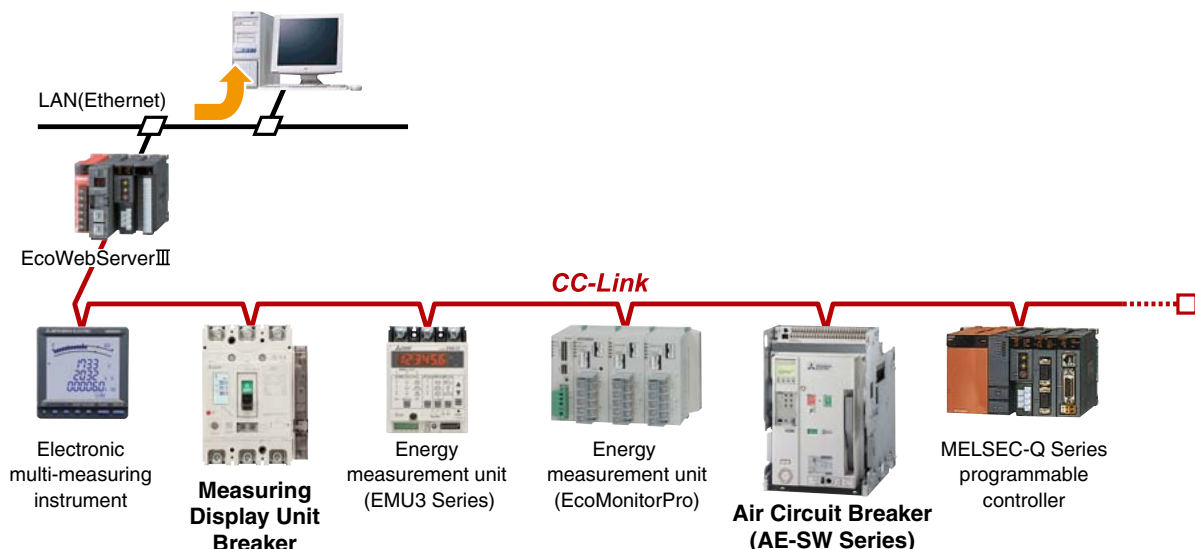 LAN(Ethernet)
EcoWebServerⅢ
CC-Link
Electronic
multi-measuring
instrument
Measuring
Display Unit
Breaker
Energy
measurement unit
(EMU3 Series)
Energy
measurement unit
(EcoMonitorPro)
Air Circuit Breaker
(AE-SW Series)
MELSEC-Q Series
programmable
controller